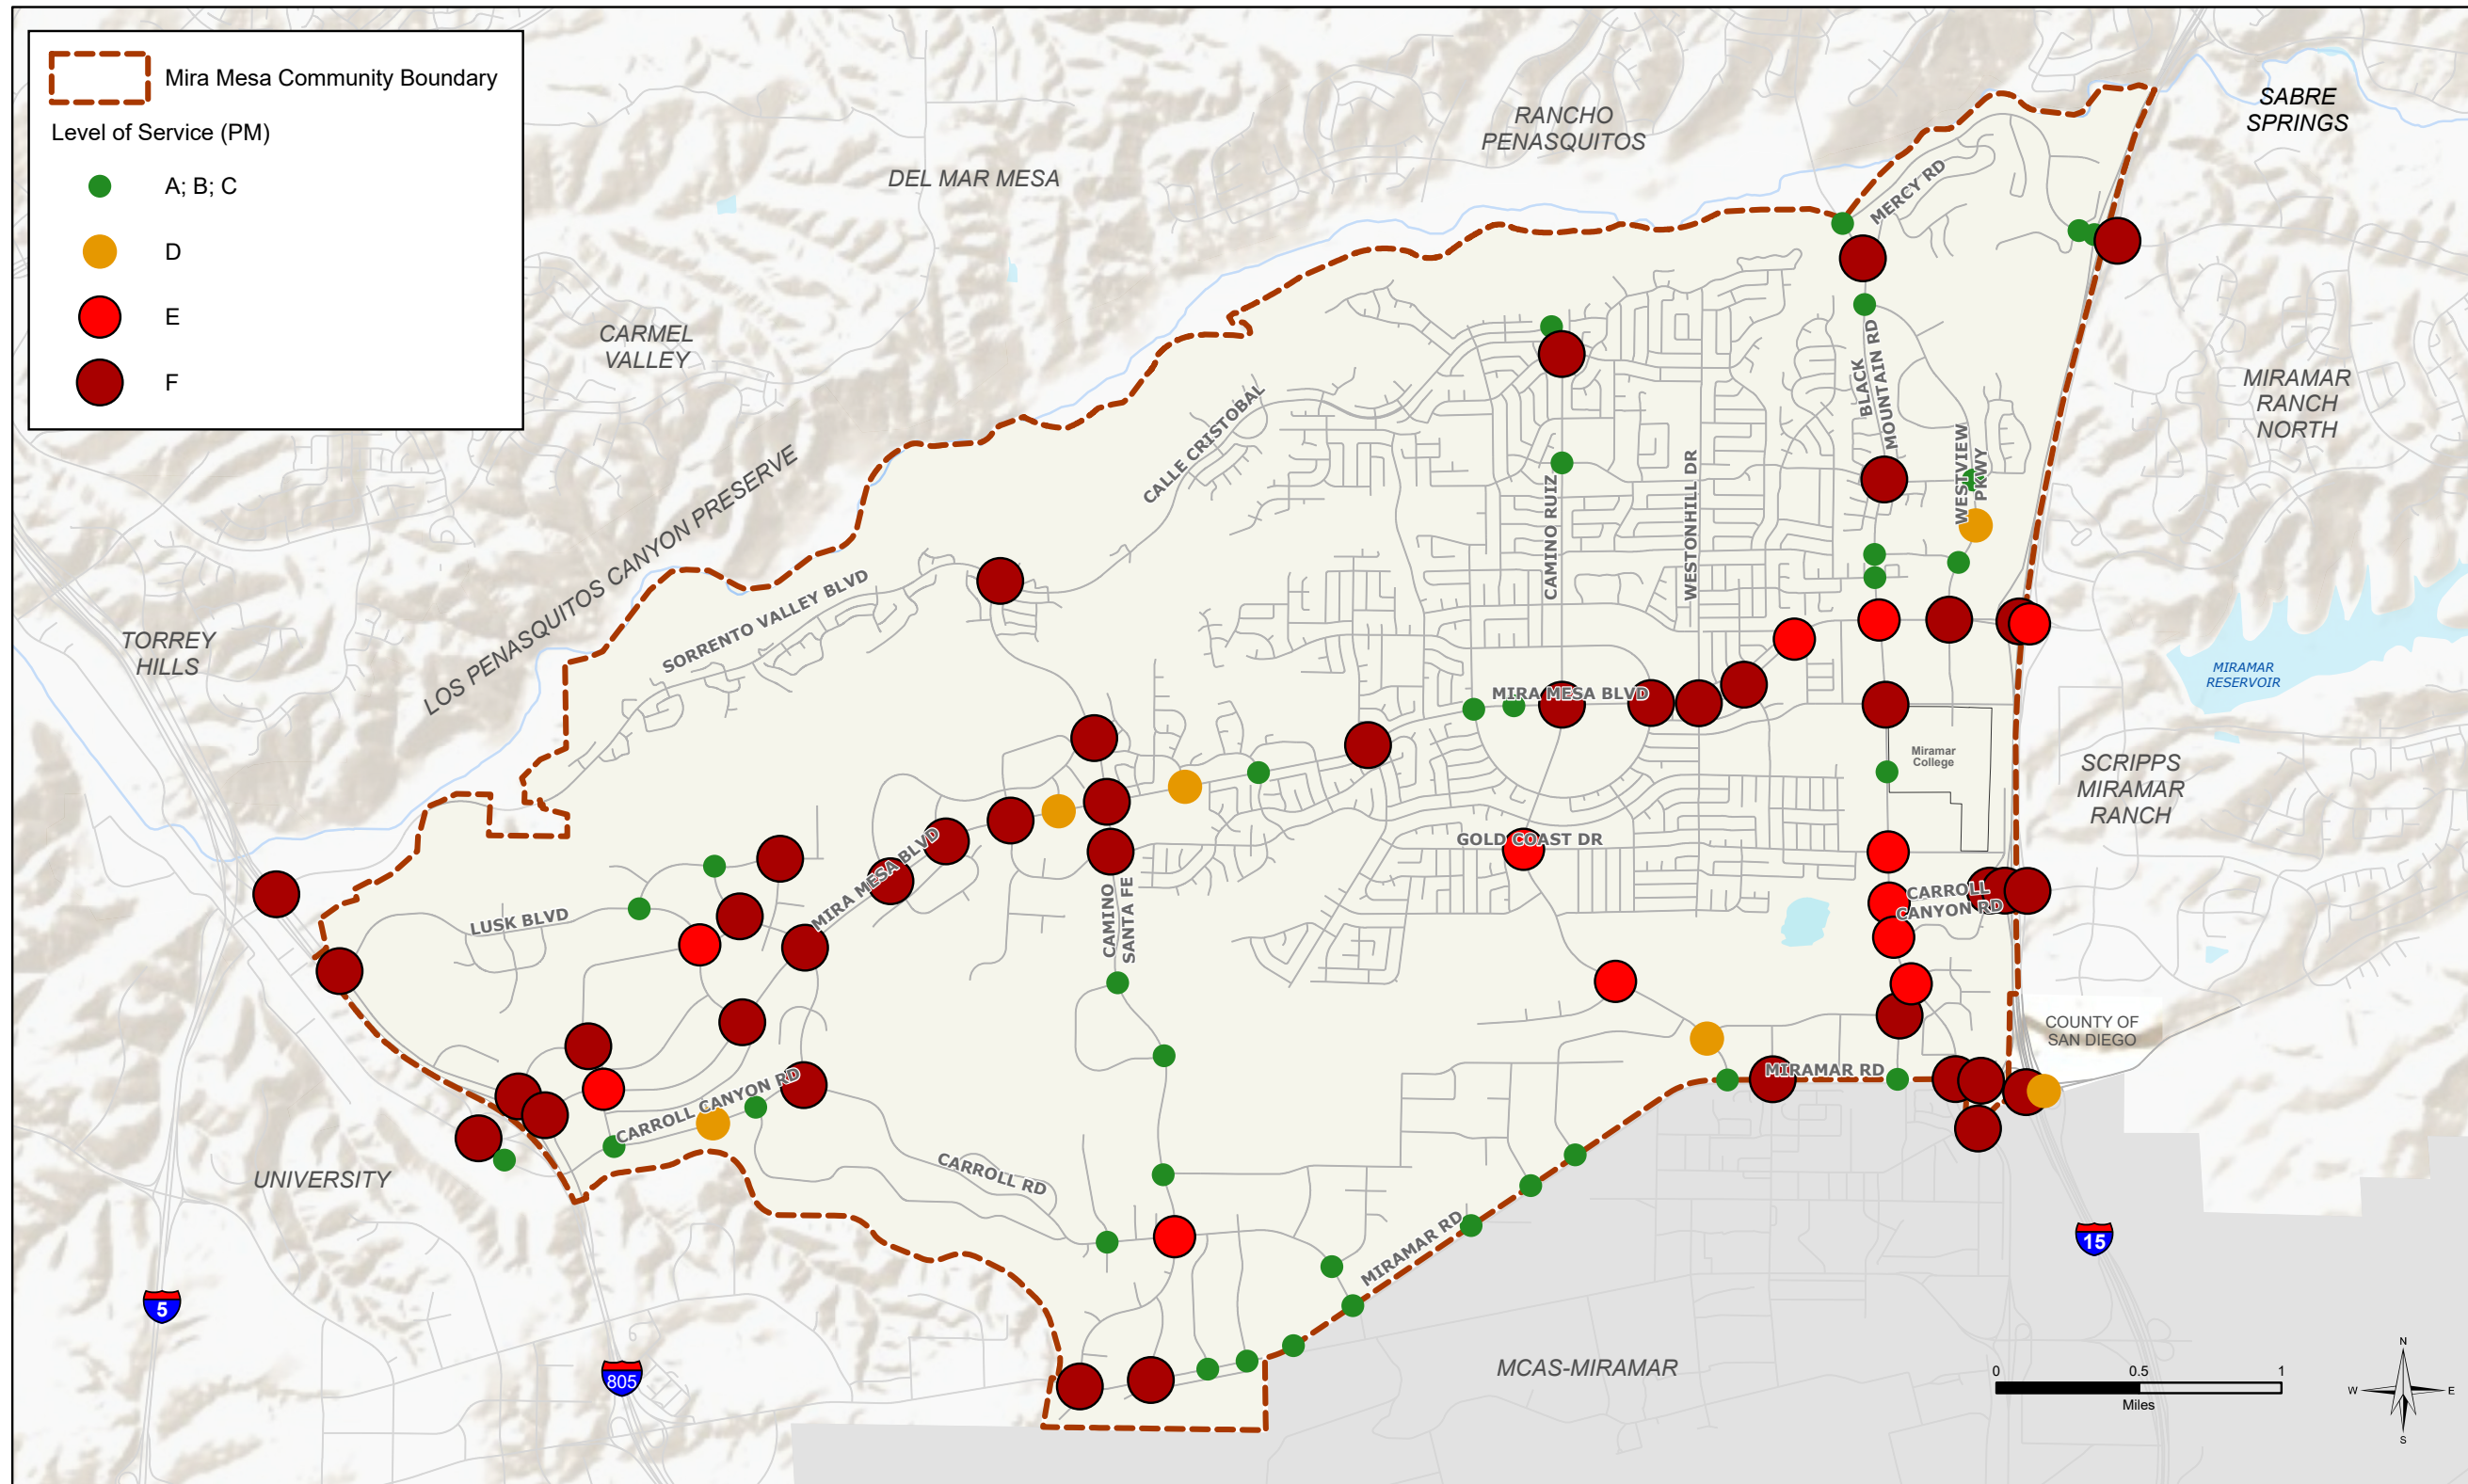 Mira Mesa Community Boundary
Level of Service (PM)
A; B; C
D
E
F
SABRE
SPRINGS
RANCHO
PENASQUITOS
DEL MAR MESA
MERCY RD
CARMEL
VALLEY
MIRAMAR
RANCH
NORTH
BLACK
MOUNTAIN RD
CALLE CRISTOBAL
WESTVIEW
PKWY
LOS PENASQUITOS CANYON PRESERVE
CAMINO RUIZ
WESTONHILL DR
SORRENTO VALLEY BLVD
TORREY
HILLS
MIRAMAR
RESERVOIR
MIRA MESA BLVD
Miramar
College
SCRIPPS
MIRAMAR
RANCH
GOLD COAST DR
MIRA MESA BLVD
LUSK BLVD
CAMINO
SANTA FE
CARROLL
CANYON RD
COUNTY OF
SAN DIEGO
MIRAMAR RD
CARROLL CANYON RD
UNIVERSITY
CARROLL RD
MIRAMAR RD
15
5
805
MCAS-MIRAMAR
0 0.5 1
Miles
N
W E
S